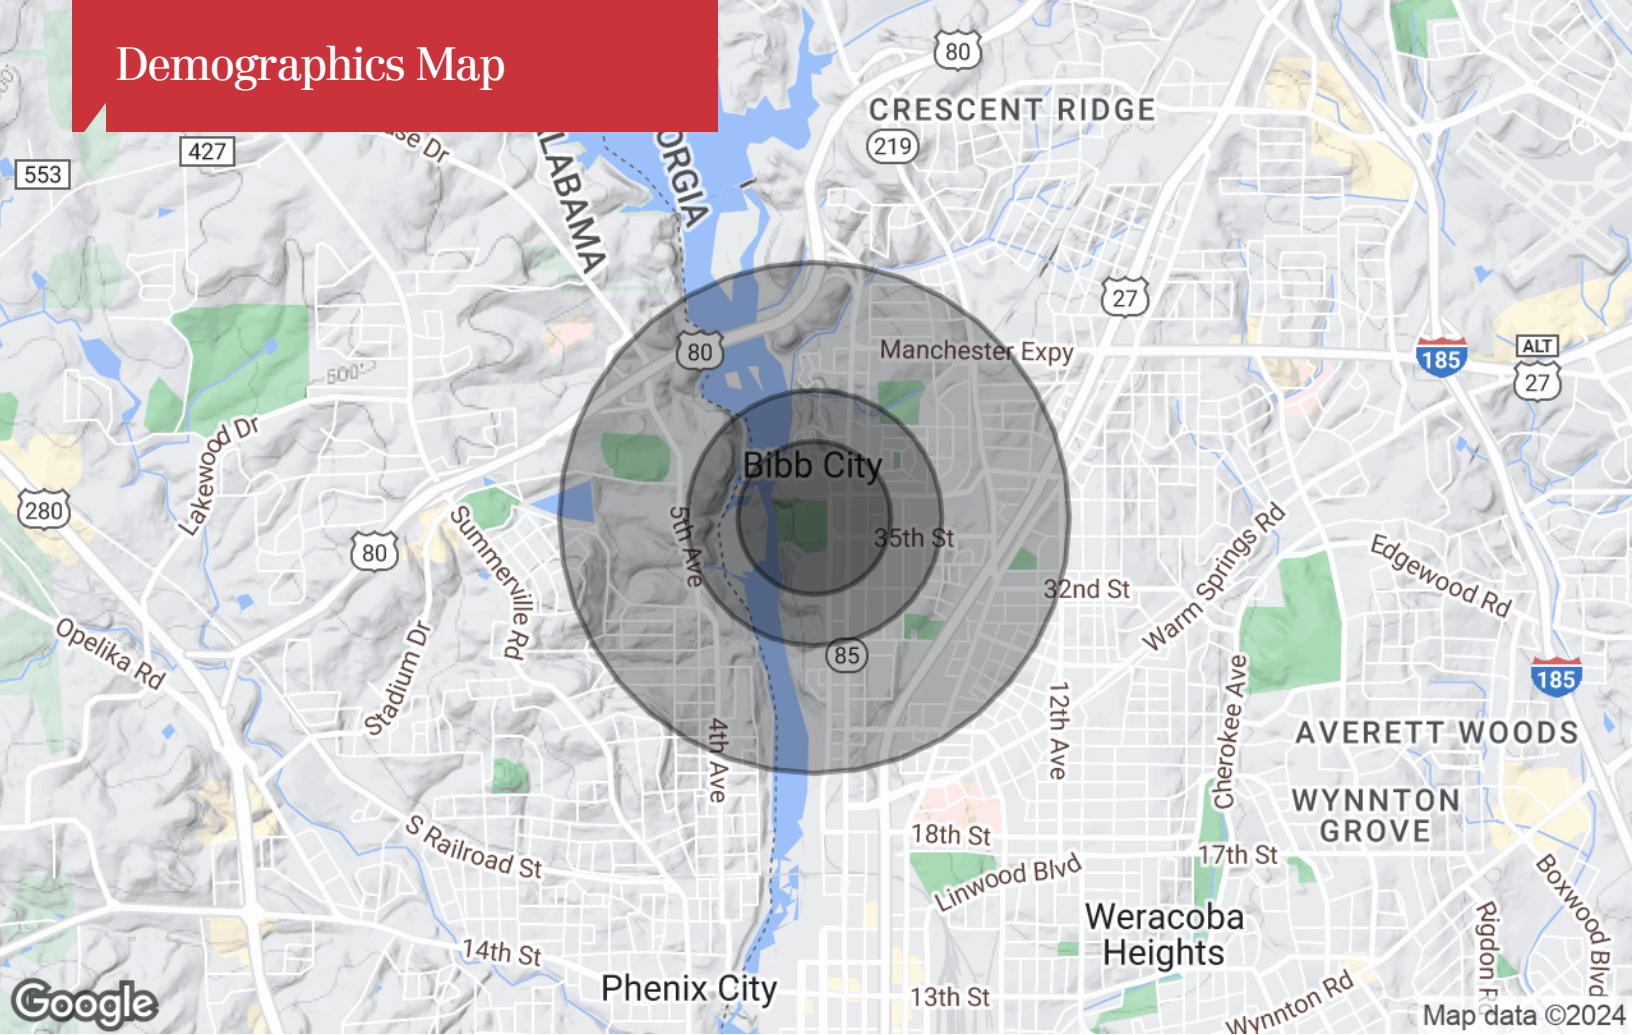 Demographics Map
80
CRESCENT RIDGE
219
427
553
GEORGIA
ALABAMA
27
80
Manchester Expy
185
ALT
27
600'
Lakewood Dr
Bibb City
280
80
Summerville Rd
5th Ave
35th St
32nd St
Warm Springs Rd
Edgewood Rd
Opelika Rd
Stadium Dr
85
185
4th Ave
12th Ave
Cherokee Ave
AVERETT WOODS
WYNNTON
GROVE
S Railroad St
18th St
17th St
Linwood Blvd
Boxwood Blvd
Weracoba
Heights
Rigdon Rd
14th St
Phenix City
13th St
Wynnton Rd
Google
Map data ©2024